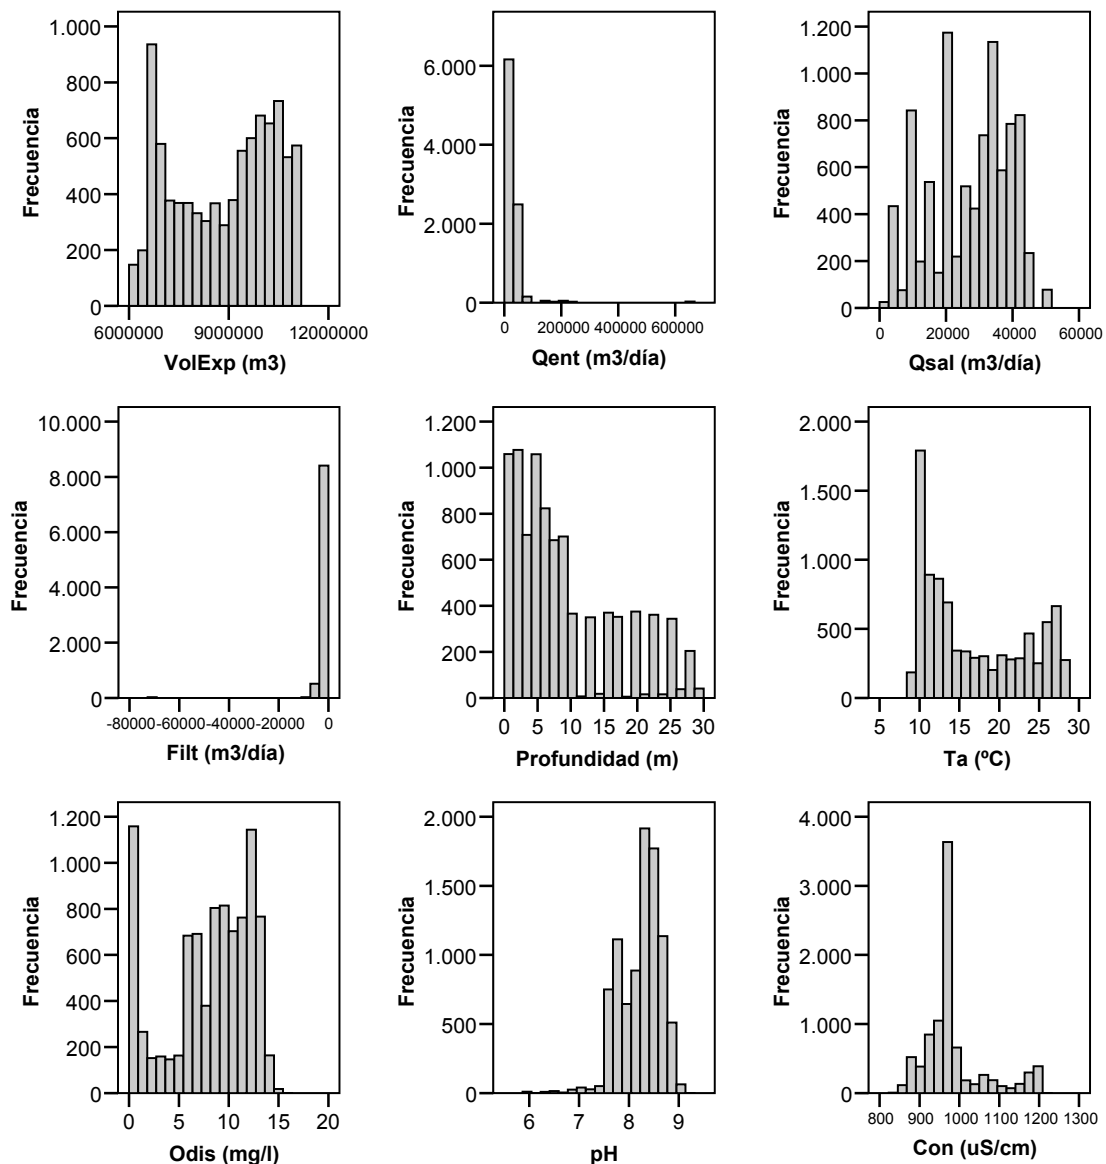 1.000
800
600
400
200
0
Frecuencia
6000000 9000000 12000000
VolExp (m3)
6.000
4.000
2.000
0
Frecuencia
0 200000 400000 600000
Qent (m3/día)
1.200
1.000
800
600
400
200
0
Frecuencia
0 20000 40000 60000
Qsal (m3/día)
10.000
8.000
6.000
4.000
2.000
0
Frecuencia
-80000 -60000 -40000 -20000 0
Filt (m3/día)
1.200
1.000
800
600
400
200
0
Frecuencia
0 5 10 15 20 25 30
Profundidad (m)
2.000
1.500
1.000
500
0
Frecuencia
5 10 15 20 25 30
Ta (ºC)
1.200
1.000
800
600
400
200
0
Frecuencia
0 5 10 15 20
Odis (mg/l)
2.000
1.500
1.000
500
0
Frecuencia
6 7 8 9
pH
4.000
3.000
2.000
1.000
0
Frecuencia
800 900 1000 1100 1200 1300
Con (uS/cm)